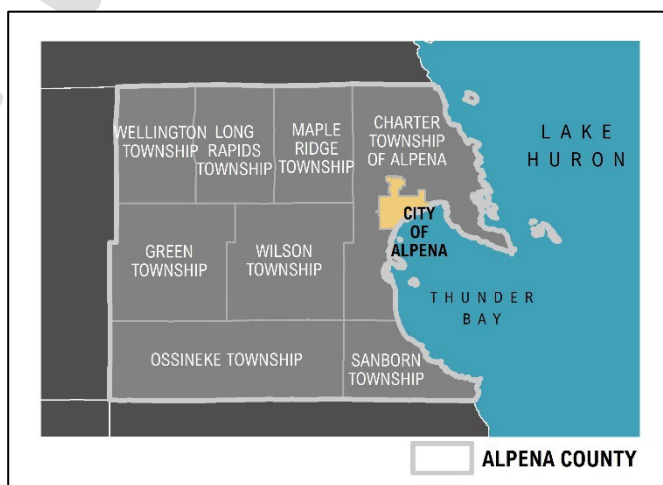 WELLINGTON
TOWNSHIP
LONG
RAPIDS
TOWNSHIP
MAPLE
RIDGE
TOWNSHIP
CHARTER
TOWNSHIP
OF ALPENA
LAKE
HURON
CITY
OF
ALPENA
GREEN
TOWNSHIP
WILSON
TOWNSHIP
THUNDER
BAY
OSSINEKE TOWNSHIP
SANBORN
TOWNSHIP
ALPENA COUNTY